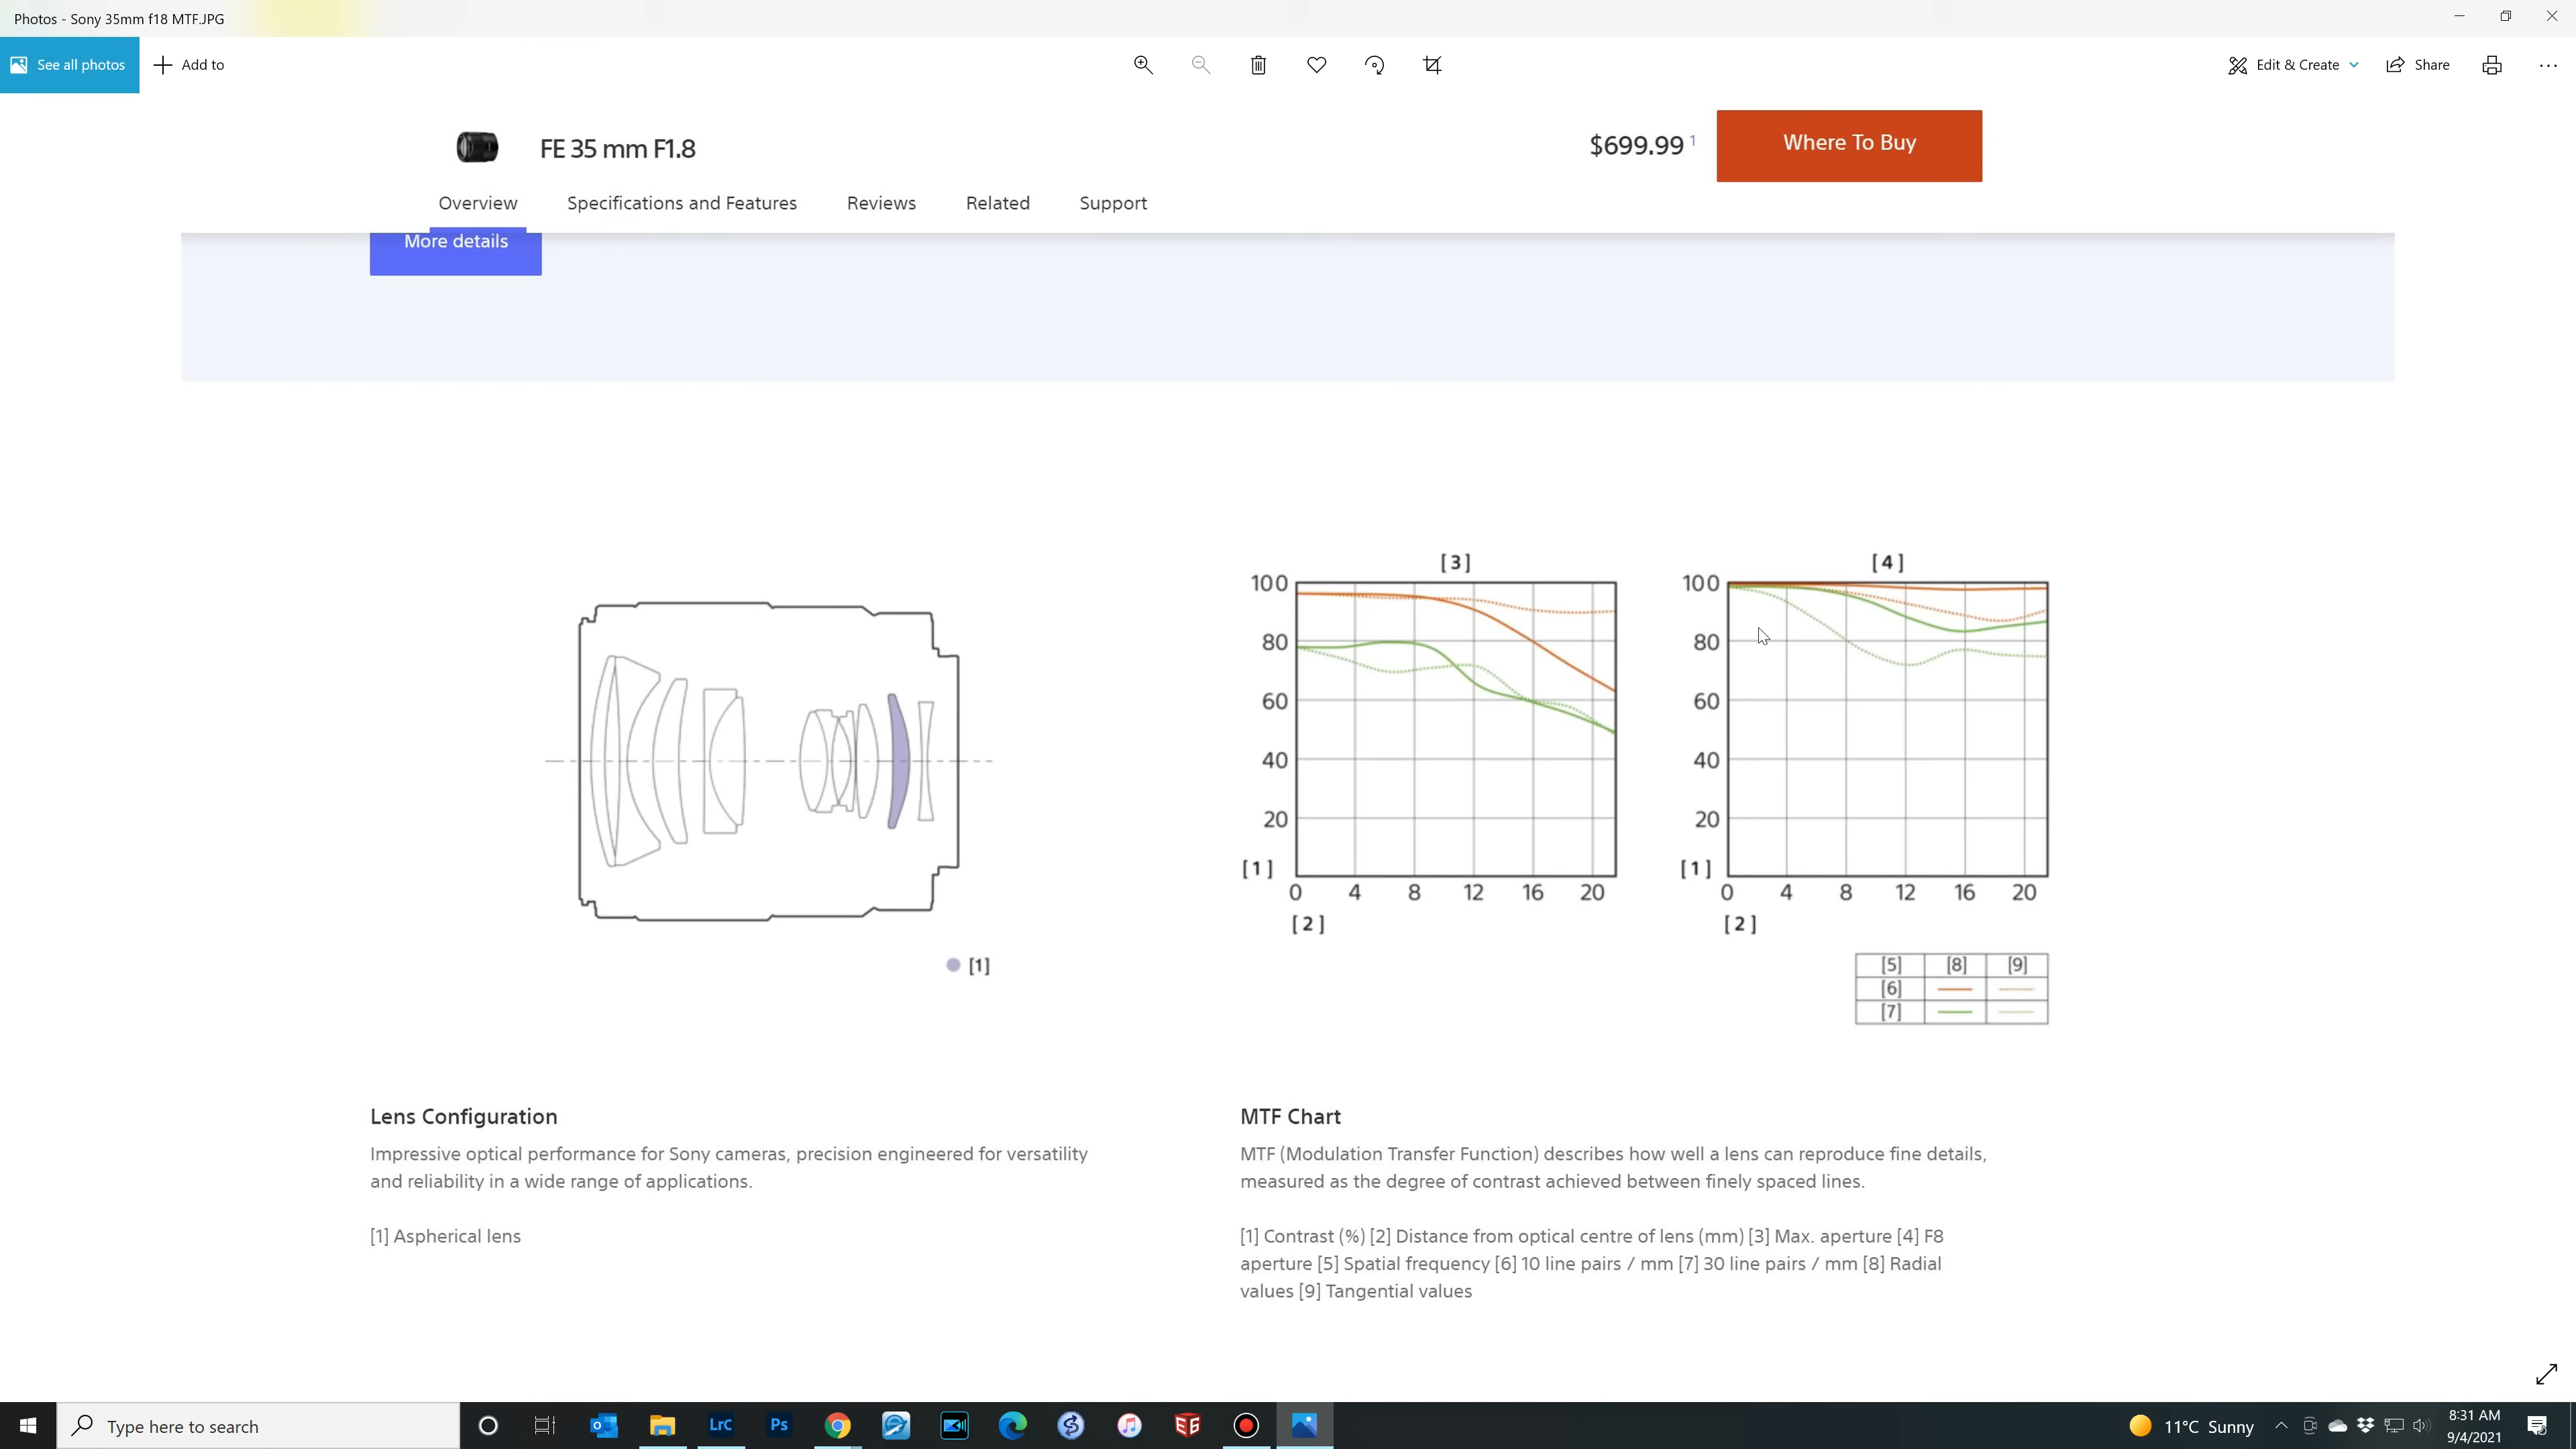 Photos - Sony 35mm f18 MTF.JPG
See all photos
Add to
Edit & Create
Share
FE 35 mm F1.8
$699.99 1
Where To Buy
Overview
Specifications and Features
Reviews
Related
Support
More details
[1]
[3]
100
80
60
40
20
[1]
0 4 8 12 16 20
[2]
[4]
100
80
60
40
20
[1]
0 4 8 12 16 20
[2]
[5] [8] [9]
[6]
[7]
Lens Configuration
Impressive optical performance for Sony cameras, precision engineered for versatility
and reliability in a wide range of applications.
[1] Aspherical lens
MTF Chart
MTF (Modulation Transfer Function) describes how well a lens can reproduce fine details,
measured as the degree of contrast achieved between finely spaced lines.
[1] Contrast (%) [2] Distance from optical centre of lens (mm) [3] Max. aperture [4] F8
aperture [5] Spatial frequency [6] 10 line pairs / mm [7] 30 line pairs / mm [8] Radial
values [9] Tangential values
Type here to search
LrC
Ps
E6
11°C Sunny
8:31 AM
9/4/2021